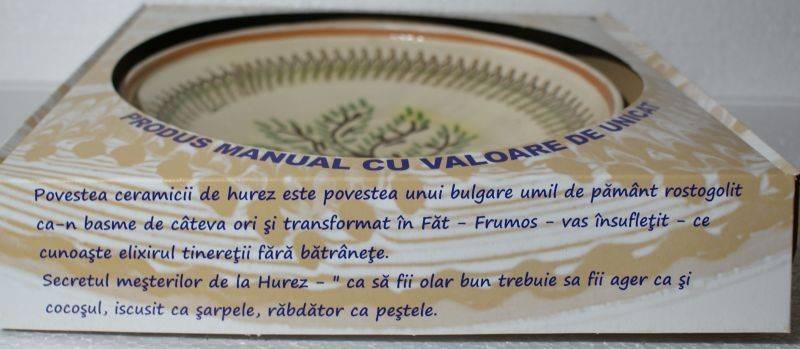 PRODUS MANUAL CU VALOARE DE UNICAT
Povestea ceramicii de hurez este povestea unui bulgare umil de pământ rostogolit
ca-n basme de câteva ori şi transformat în Făt - Frumos - vas însufleţit - ce
cunoaşte elixirul tinereţii fără bătrâneţe.
Secretul meşterilor de la Hurez - " ca să fii olar bun trebuie sa fii ager ca şi
cocoşul, iscusit ca şarpele, răbdător ca peştele.